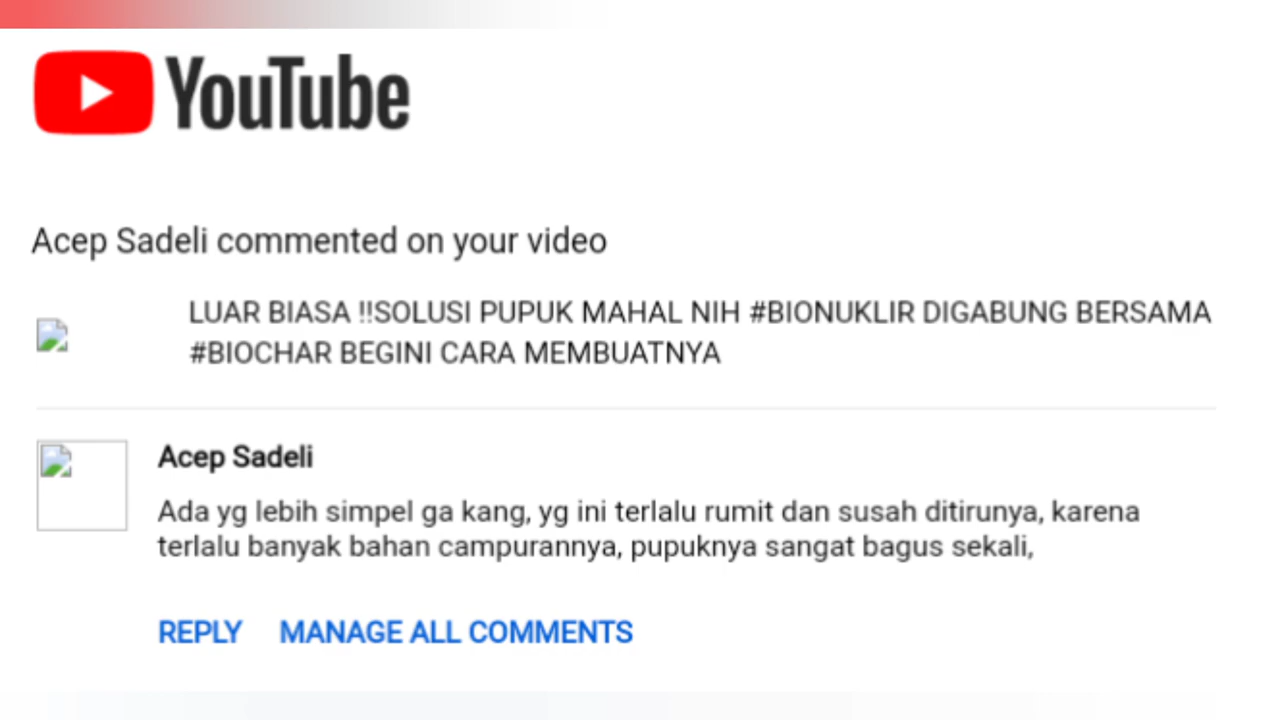 YouTube
Acep Sadeli commented on your video
LUAR BIASA !!SOLUSI PUPUK MAHAL NIH #BIONUKLIR DIGABUNG BERSAMA
#BIOCHAR BEGINI CARA MEMBUATNYA
Acep Sadeli
Ada yg lebih simpel ga kang, yg ini terlalu rumit dan susah ditirunya, karena
terlalu banyak bahan campurannya, pupuknya sangat bagus sekali,
REPLY MANAGE ALL COMMENTS